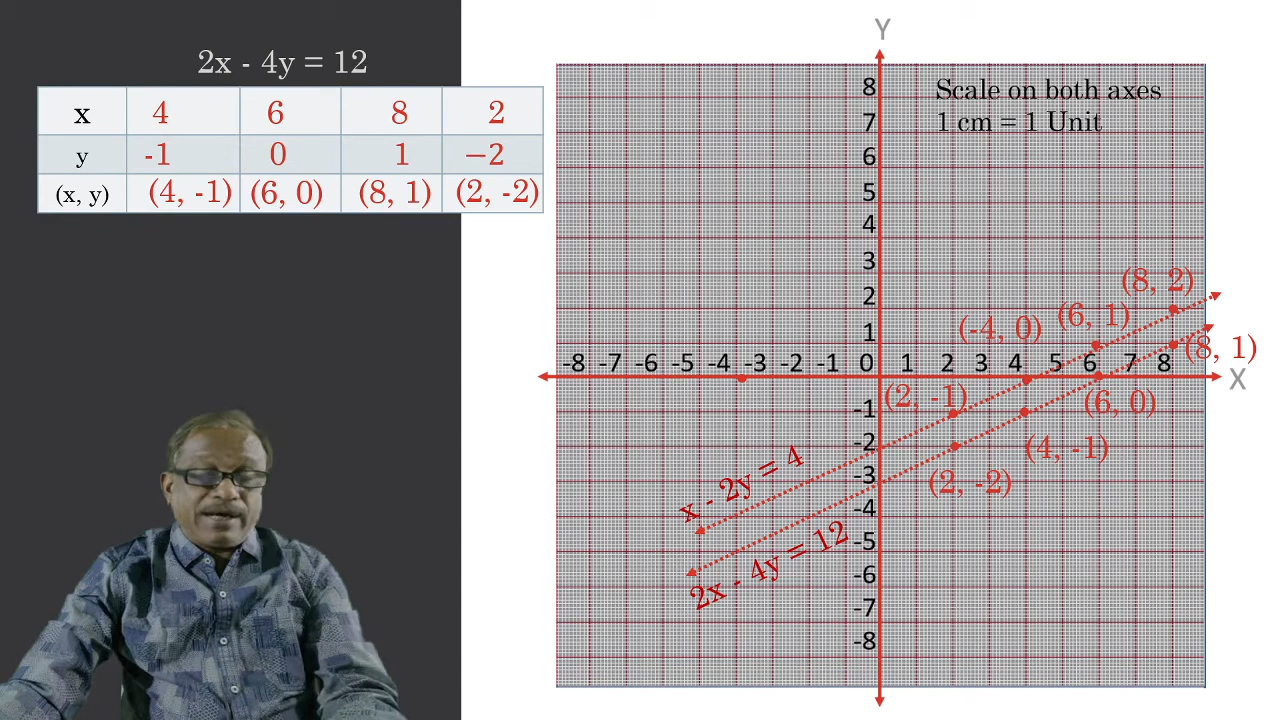 2x - 4y = 12
x 4 6 8 2
y -1 0 1 −2
(x, y) (4, -1) (6, 0) (8, 1) (2, -2)
Y
Scale on both axes
1 cm = 1 Unit
8
7
6
5
4
3
2
1
(8, 2)
(-4, 0) (6, 1)
(8, 1)
-8 -7 -6 -5 -4 -3 -2 -1 0 1 2 3 4 5 6 7 8
X
(2, -1) (6, 0)
-1
-2
-3
-4
-5
-6
-7
-8
(4, -1)
(2, -2)
x - 2y = 4
2x - 4y = 12